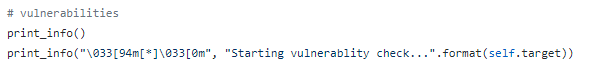 # vulnerabilities
print_info()
print_info("\033[94m[*]\033[0m", "Starting vulnerablity check...".format(self.target))